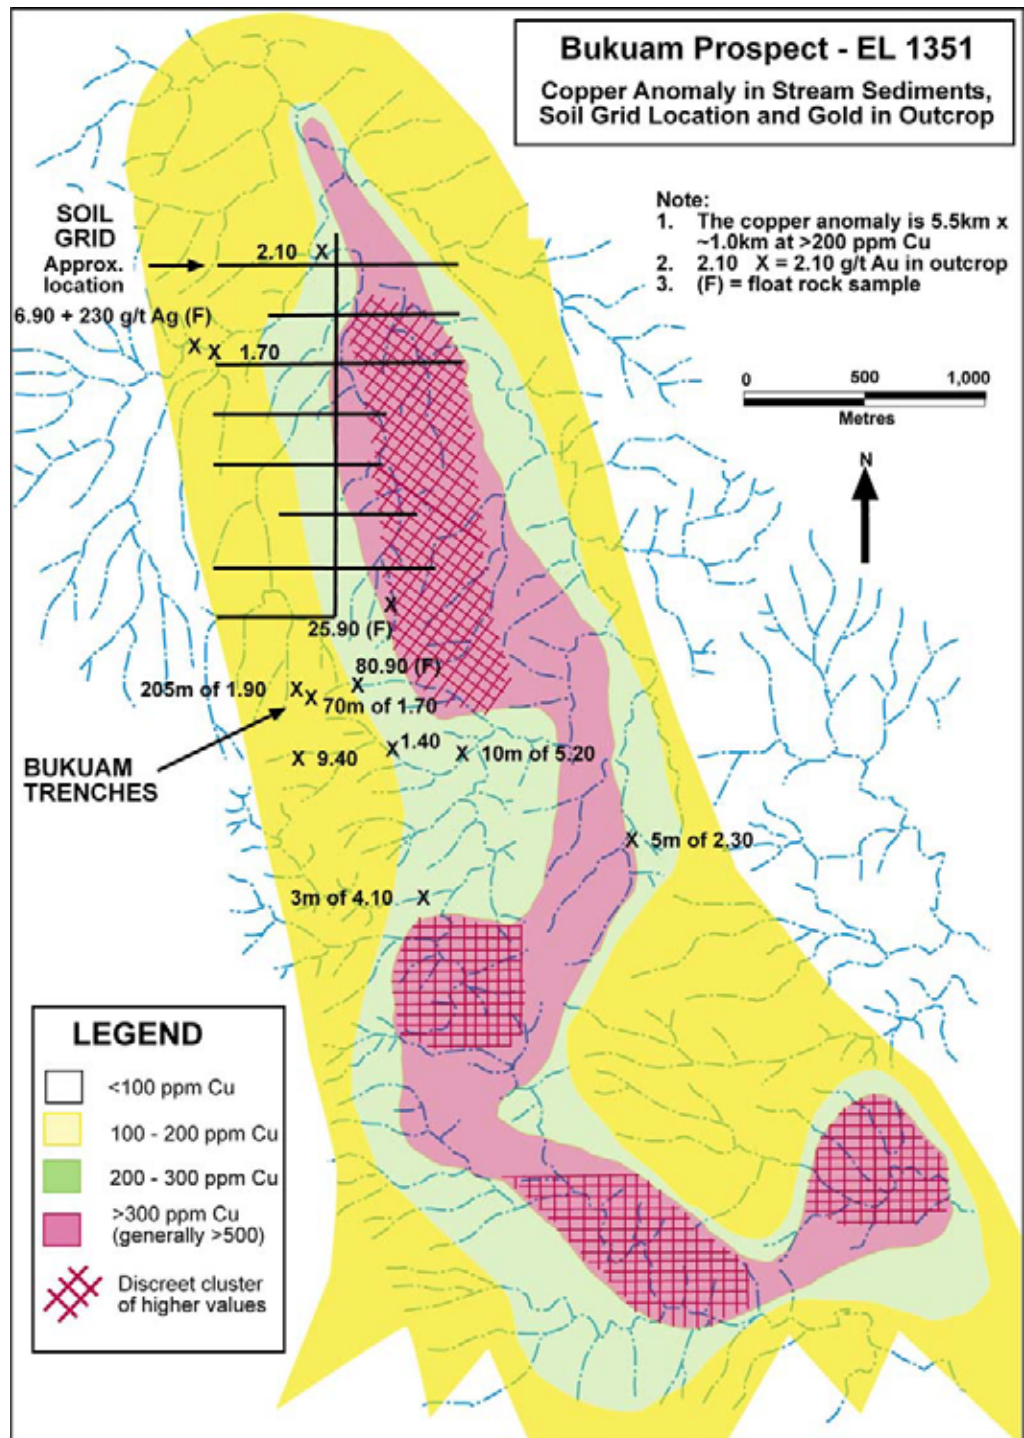 Bukuam Prospect - EL 1351
Copper Anomaly in Stream Sediments,
Soil Grid Location and Gold in Outcrop
Note:
1. The copper anomaly is 5.5km x
~1.0km at >200 ppm Cu
2. 2.10 X = 2.10 g/t Au in outcrop
3. (F) = float rock sample
SOIL
GRID
Approx.
location
2.10 X
6.90 + 230 g/t Ag (F)
X X 1.70
0 500 1,000
Metres
N
X
25.90 (F)
80.90 (F)
X
205m of 1.90 X
X 70m of 1.70
BUKUAM
TRENCHES
X 9.40
X 1.40
X 10m of 5.20
X 5m of 2.30
3m of 4.10 X
LEGEND
<100 ppm Cu
100 - 200 ppm Cu
200 - 300 ppm Cu
>300 ppm Cu
(generally >500)
Discreet cluster
of higher values